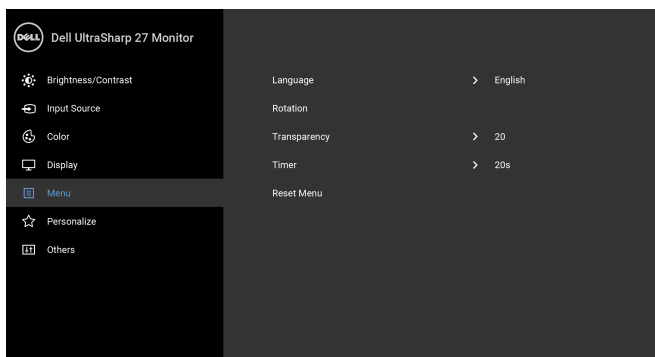 DELL Dell UltraSharp 27 Monitor
Brightness/Contrast
Input Source
Color
Display
Menu
Personalize
Others
Language > English
Rotation
Transparency > 20
Timer > 20s
Reset Menu